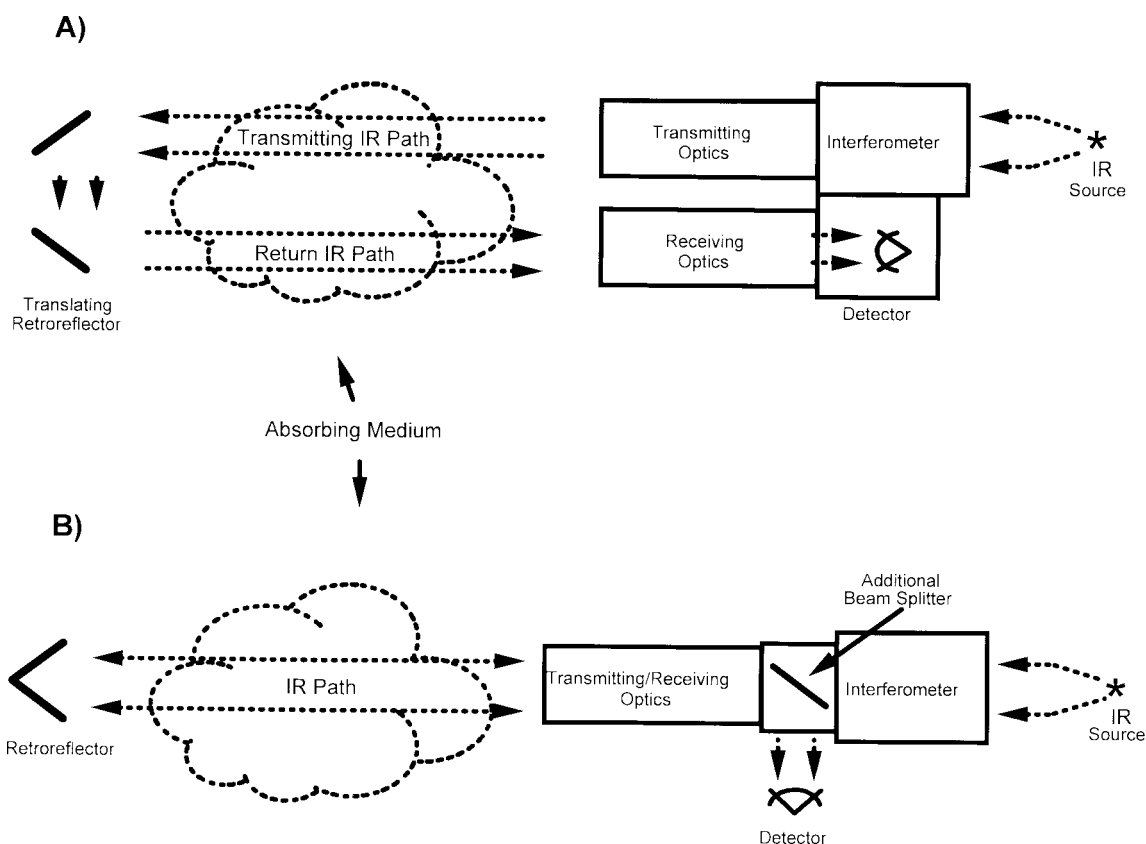 A)
Transmitting IR Path
Transmitting
Optics
Interferometer
*
IR
Source
Return IR Path
Receiving
Optics
Translating
Retroreflector
Detector
Absorbing Medium
B)
Additional
Beam Splitter
IR Path
Transmitting/Receiving
Optics
Interferometer
*
IR
Source
Retroreflector
Detector